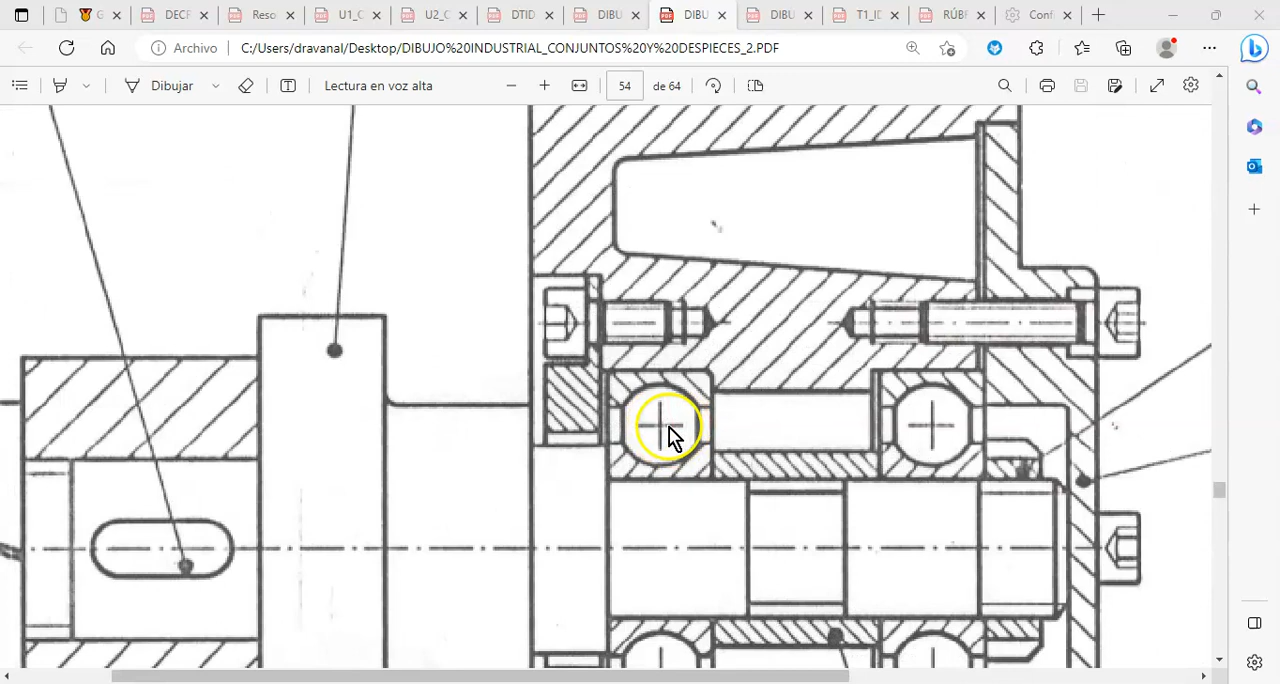 G
DECF
Reso
U1_C
U2_C
DTID
DIBU
DIBU
DIBU
T1_ID
RÚBF
Conf
Archivo C:/Users/dravanal/Desktop/DIBUJO%20INDUSTRIAL_CONJUNTOS%20Y%20DESPIECES_2.PDF
Dibujar Lectura en voz alta 54 de 64